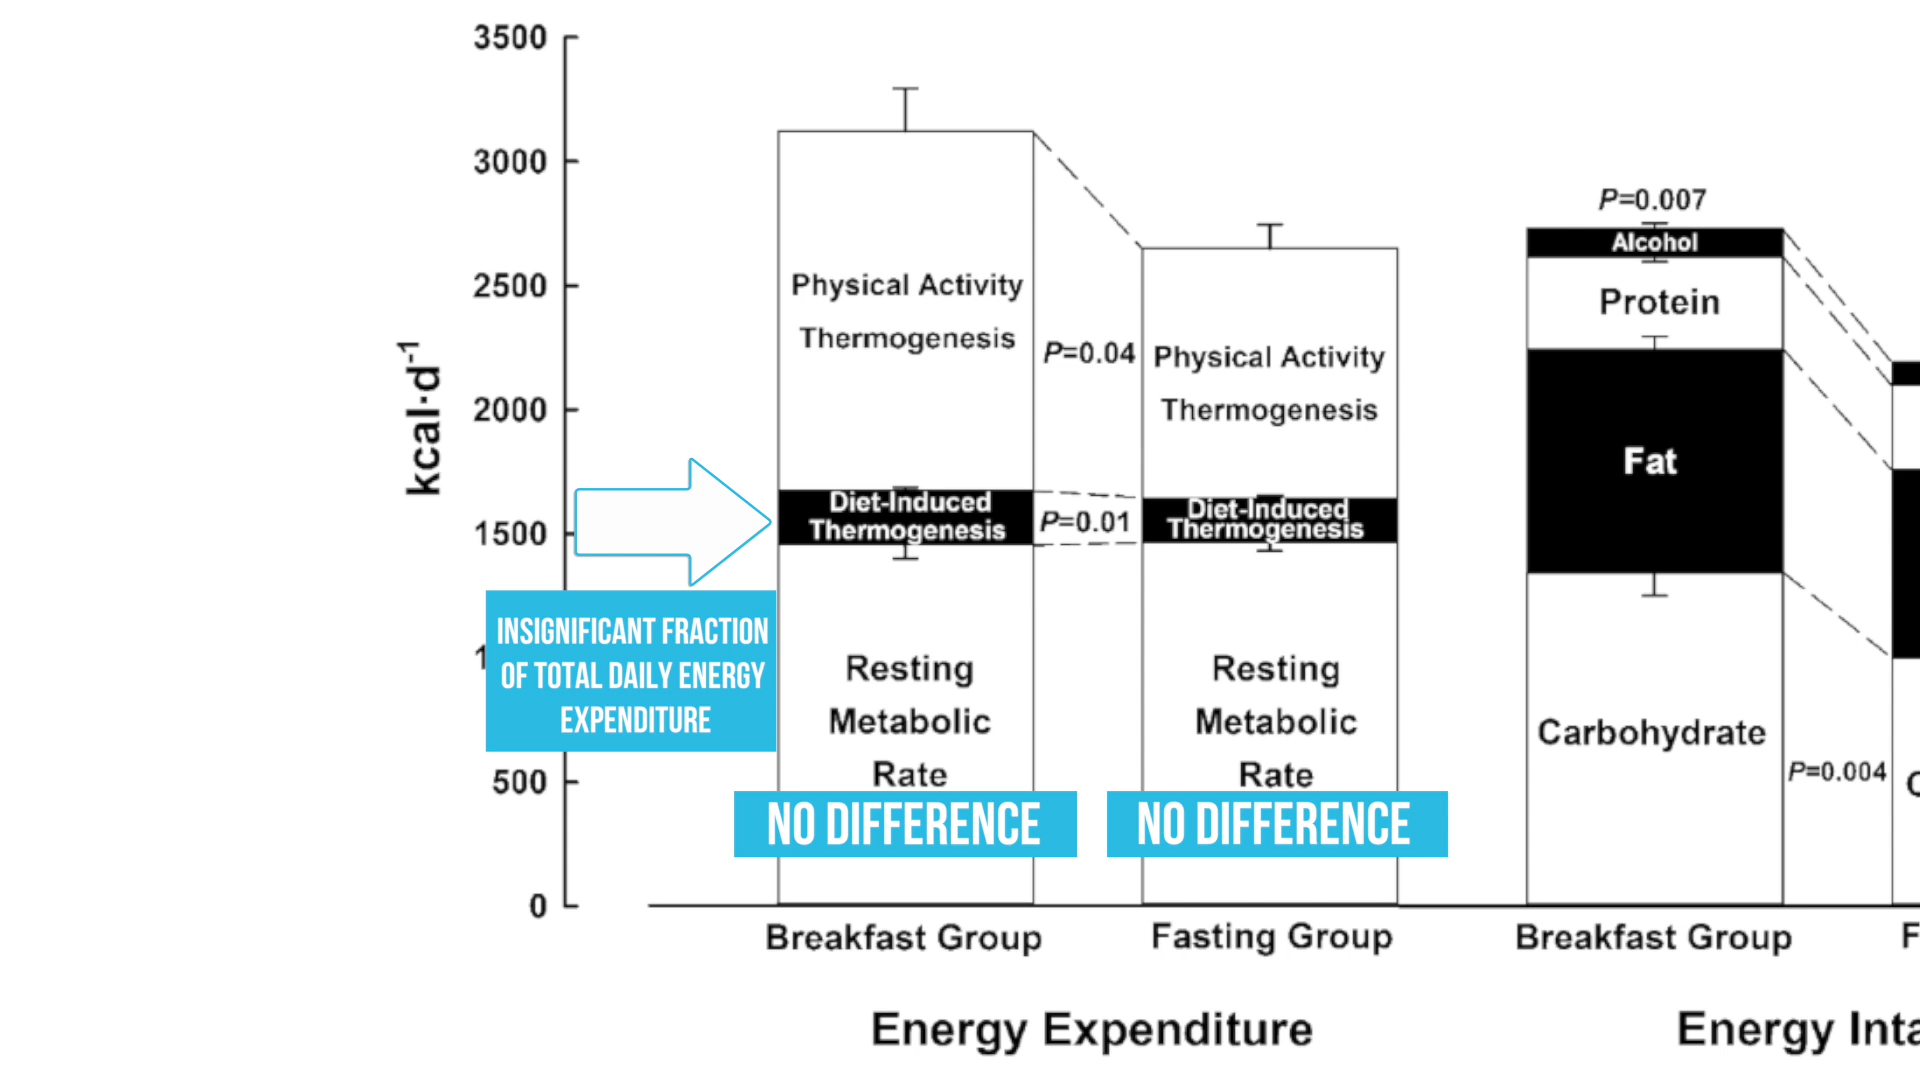 3500
3000
2500
2000
1500
1
500
0
kcal·d-1
Physical Activity
Thermogenesis
P=0.04
Physical Activity
Thermogenesis
Diet-Induced
Thermogenesis
P=0.01
Diet-Induced
Thermogenesis
INSIGNIFICANT FRACTION
OF TOTAL DAILY ENERGY
EXPENDITURE
Resting
Metabolic
Rate
Resting
Metabolic
Rate
NO DIFFERENCE
NO DIFFERENCE
Breakfast Group
Fasting Group
Energy Expenditure
P=0.007
Alcohol
Protein
Fat
Carbohydrate
P=0.004
Breakfast Group
Energy